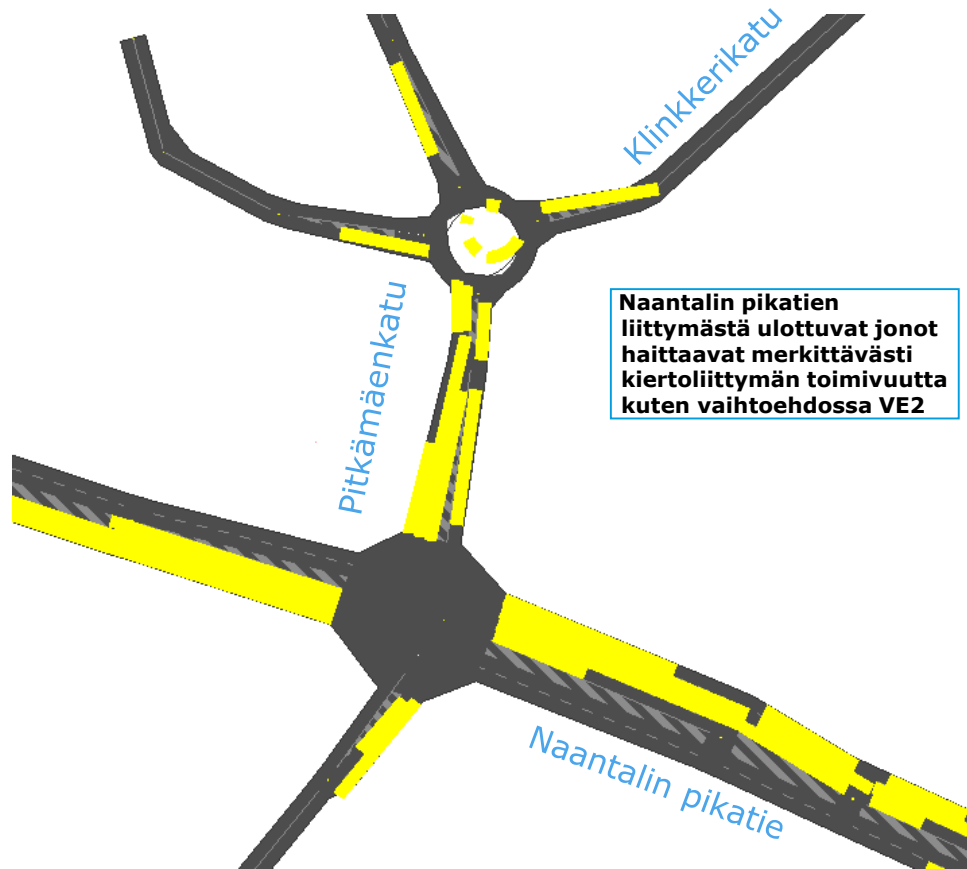 Klinkkerikatu
Pitkämäenkatu
Naantalin pikatien
liittymästä ulottuvat jonot
haittaavat merkittävästi
kiertoliittymän toimivuutta
kuten vaihtoehdossa VE2
Naantalin pikatie